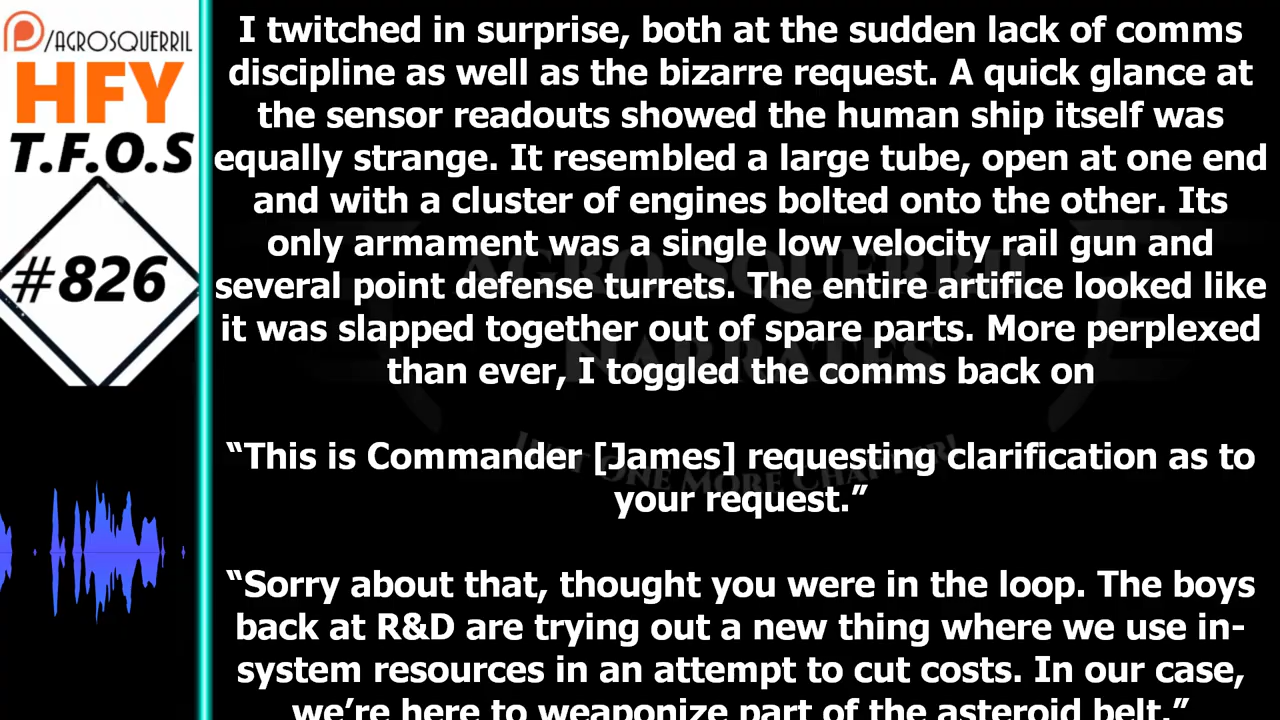 /AGROSQUERRIL
HFY
T.F.O.S
#826
I twitched in surprise, both at the sudden lack of comms
discipline as well as the bizarre request. A quick glance at
the sensor readouts showed the human ship itself was
equally strange. It resembled a large tube, open at one end
and with a cluster of engines bolted onto the other. Its
only armament was a single low velocity rail gun and
several point defense turrets. The entire artifice looked like
it was slapped together out of spare parts. More perplexed
than ever, I toggled the comms back on
“This is Commander [James] requesting clarification as to
your request.”
“Sorry about that, thought you were in the loop. The boys
back at R&D are trying out a new thing where we use in-
system resources in an attempt to cut costs. In our case,
we’re here to weaponize part of the asteroid belt.”
AGRO SQUERRIL
NARRATES
JUST ONE MORE CHAPTER!